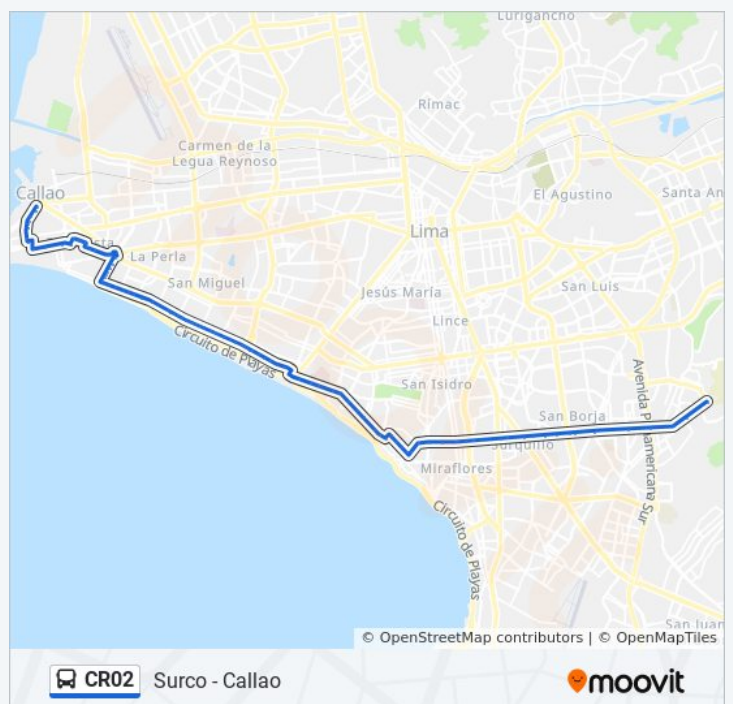 Lurigancho
Rímac
Carmen de la
Legua Reynoso
El Agustino
Santa An
Callao
Lima
La Perla
San Miguel
San Luis
Jesús María
Lince
Circuito de Playas
San Isidro
Avenida Panamericana Sur
San Borja
Surquillo
Miraflores
Circuito de Playas
San Juan
© OpenStreetMap contributors | © OpenMapTiles
CR02 Surco - Callao
moovit